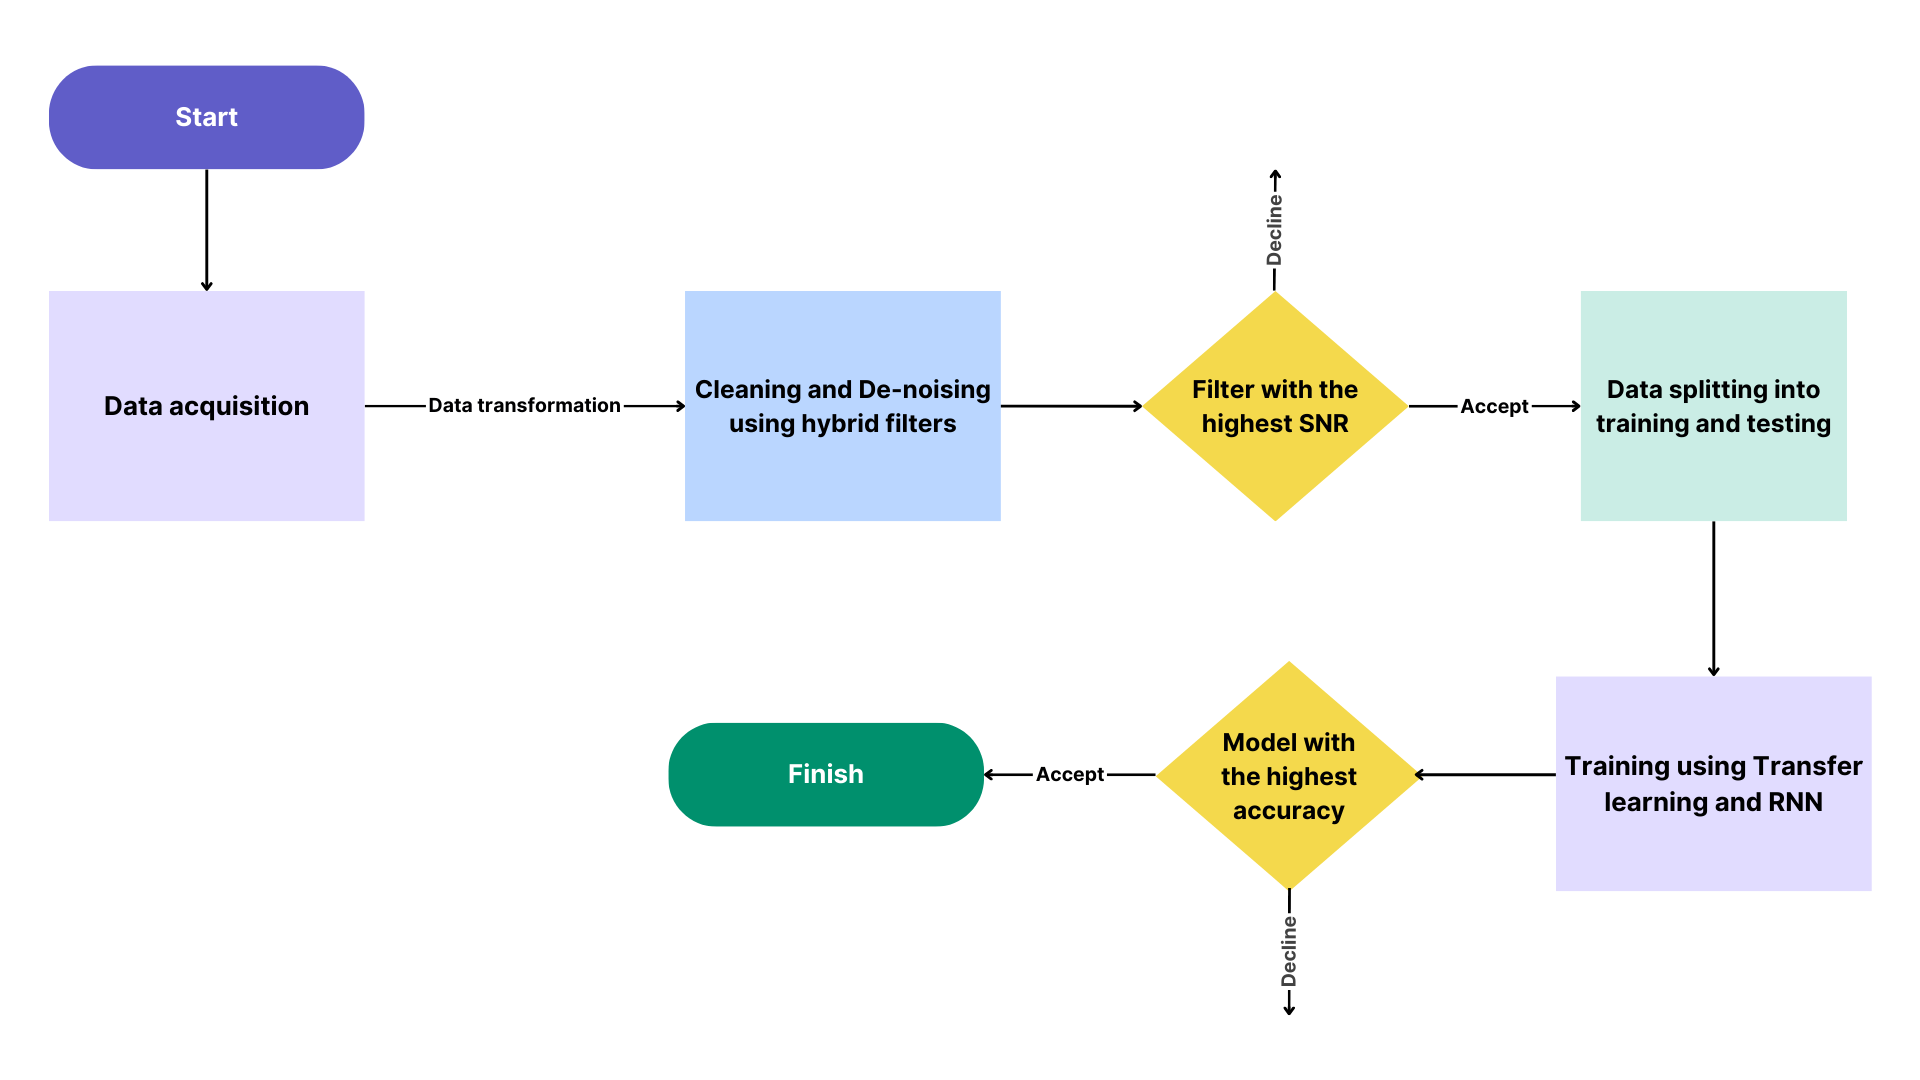 Start
Decline
Data acquisition
Data transformation
Cleaning and De-noising
using hybrid filters
Filter with the
highest SNR
Accept
Data splitting into
training and testing
Training using Transfer
learning and RNN
Model with
the highest
accuracy
Accept
Finish
Decline